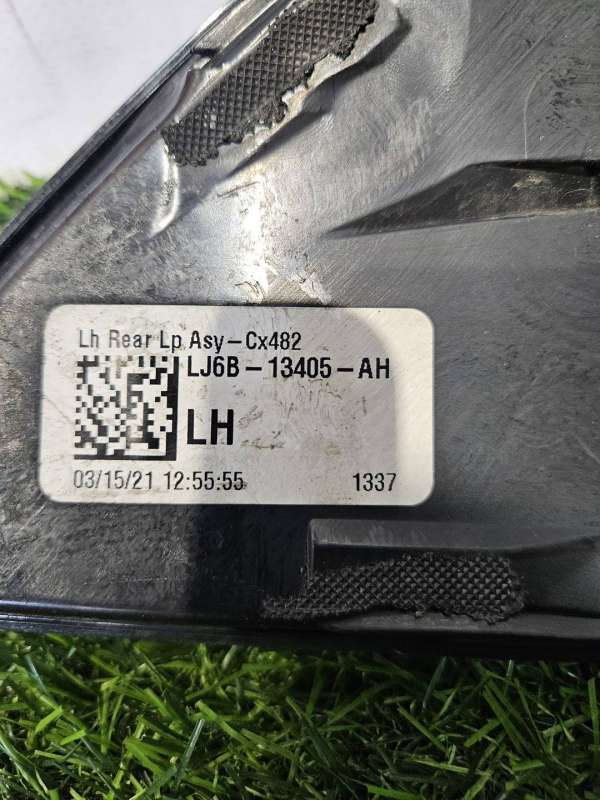 Lh Rear Lp Asy-Cx482
LJ6B-13405-AH
LH
03/15/21 12:55:55 1337